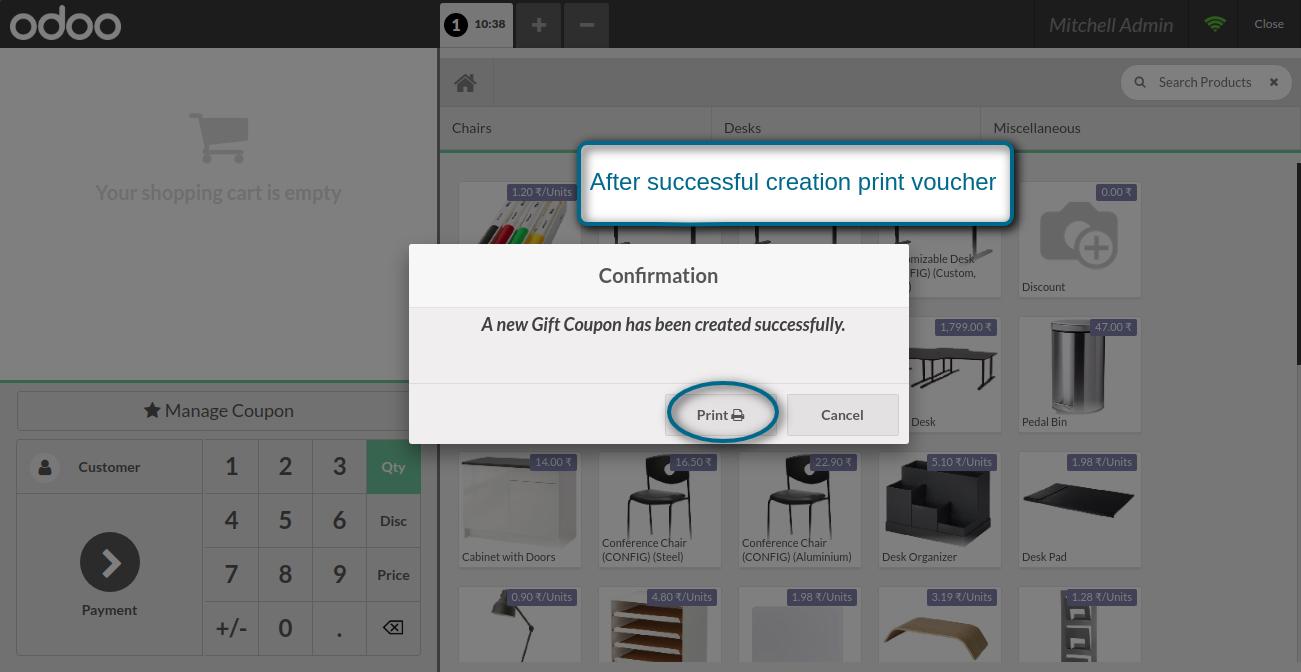 odoo
1 10:38
+
−
Mitchell Admin
Close
Search Products
Chairs
Desks
Miscellaneous
Your shopping cart is empty
After successful creation print voucher
1.20 ₹/Units
0.00 ₹
omizable Desk
FIG) (Custom,
)
Discount
Confirmation
A new Gift Coupon has been created successfully.
Print
Cancel
1,799.00 ₹
47.00 ₹
Desk
Pedal Bin
Manage Coupon
Customer
1 2 3 Qty
4 5 6 Disc
7 8 9 Price
+/- 0 .
Payment
14.00 ₹
16.50 ₹
22.90 ₹
5.10 ₹/Units
1.98 ₹/Units
Cabinet with Doors
Conference Chair
(CONFIG) (Steel)
Conference Chair
(CONFIG) (Aluminium)
Desk Organizer
Desk Pad
0.90 ₹/Units
4.80 ₹/Units
1.98 ₹/Units
3.19 ₹/Units
1.28 ₹/Units